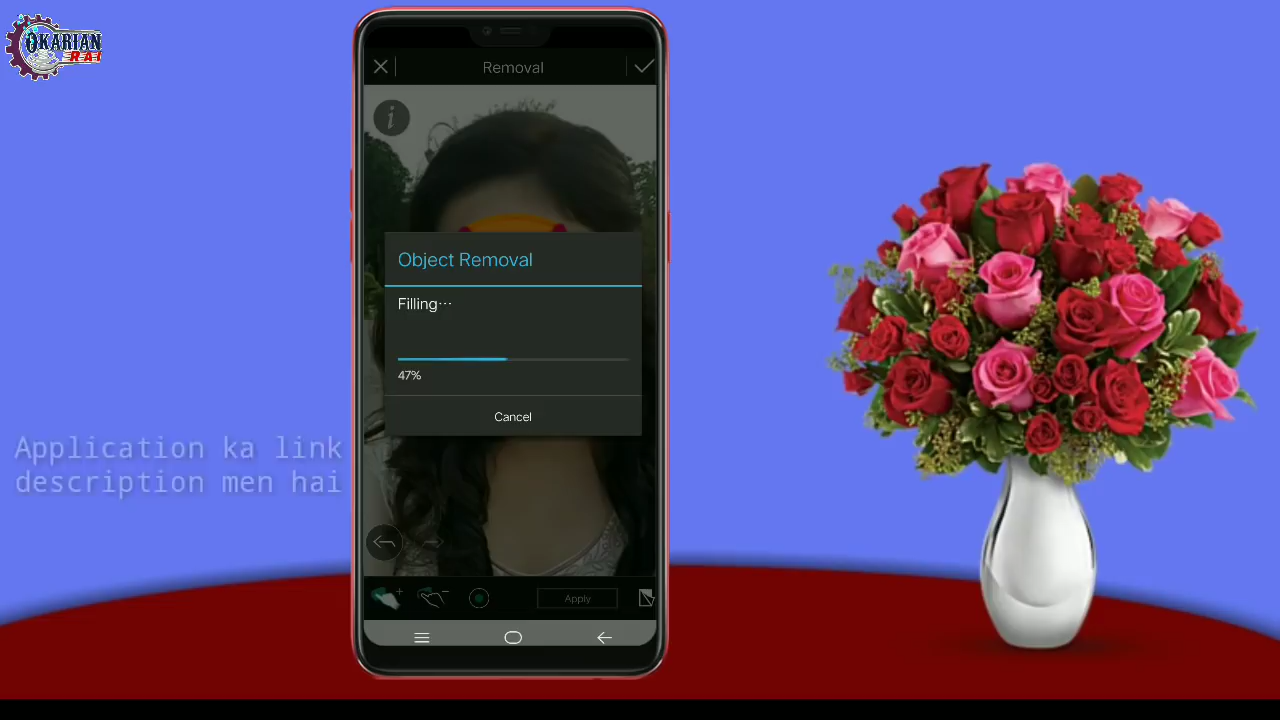 OKARIAN
RAI
Removal
i
Object Removal
Filling···
47%
Cancel
Application ka link
description men hai
Apply